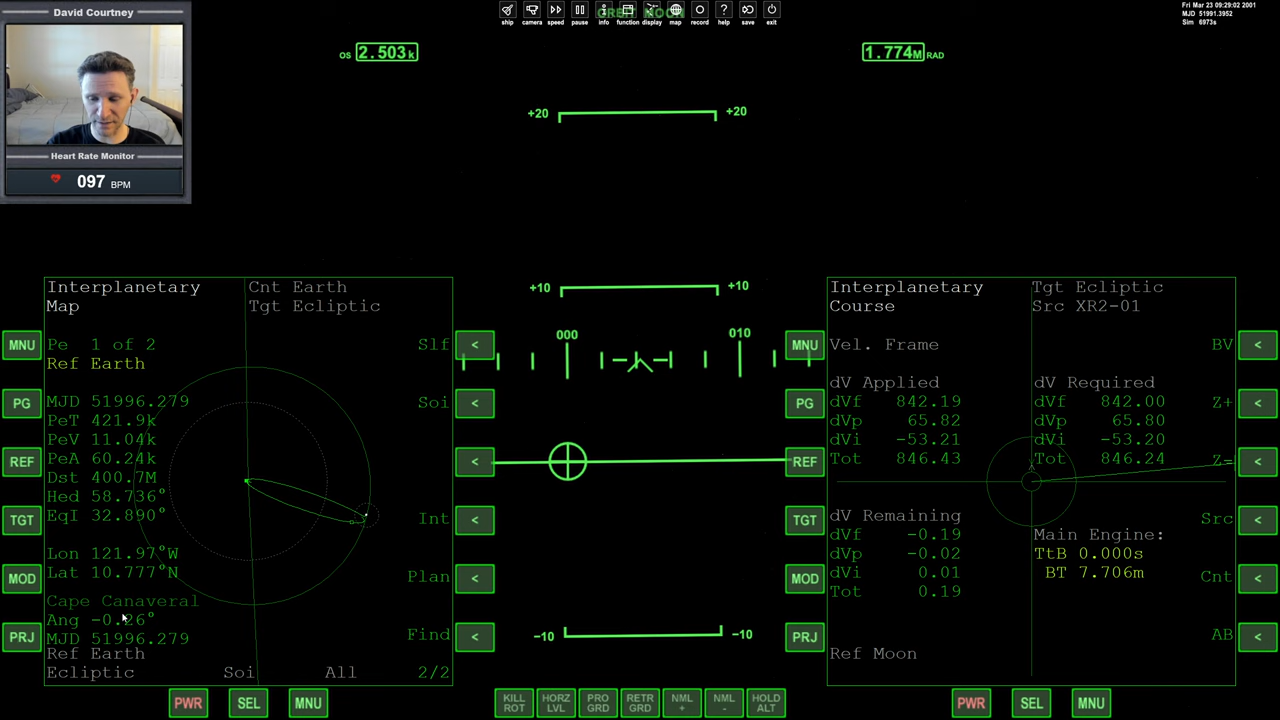 David Courtney
Heart Rate Monitor
097 BPM
ship camera speed pause info function display map record help save exit
ORBIT MOON
Fri Mar 23 09:29:02 2001
MJD 51991.3952
Sim 6973s
OS 2.503k
1.774M RAD
+20 +20
+10 +10
000 010
-10 -10
Interplanetary Cnt Earth
Map Tgt Ecliptic
Pe 1 of 2
Ref Earth
MJD 51996.279
PeT 421.9k
PeV 11.04k
PeA 60.24k
Dst 400.7M
Hed 58.736°
EqI 32.890°
Lon 121.97°W
Lat 10.777°N
Cape Canaveral
Ang -0.26°
MJD 51996.279
Ref Earth
Ecliptic Soi All 2/2
Slf
Soi
Int
Plan
Find
MNU
PG
REF
TGT
MOD
PRJ
<
<
<
<
<
<
PWR SEL MNU
KILL ROT
HORZ LVL
PRO GRD
RETR GRD
NML +
NML -
HOLD ALT
Interplanetary Tgt Ecliptic
Course Src XR2-01
Vel. Frame
dV Applied dV Required
dVf 842.19 dVf 842.00
dVp 65.82 dVp 65.80
dVi -53.21 dVi -53.20
Tot 846.43 Tot 846.24
dV Remaining
dVf -0.19
dVp -0.02
dVi 0.01
Tot 0.19
Main Engine:
TtB 0.000s
BT 7.706m
Ref Moon
BV
Z+
Z-
Src
Cnt
AB
MNU
PG
REF
TGT
MOD
PRJ
<
<
<
<
<
<
PWR SEL MNU